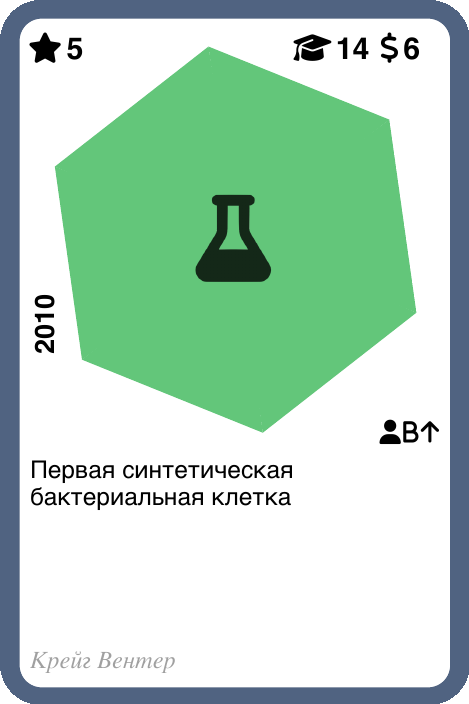 5
14 $6
2010
B↑
Первая синтетическая
бактериальная клетка
Крейг Вентер